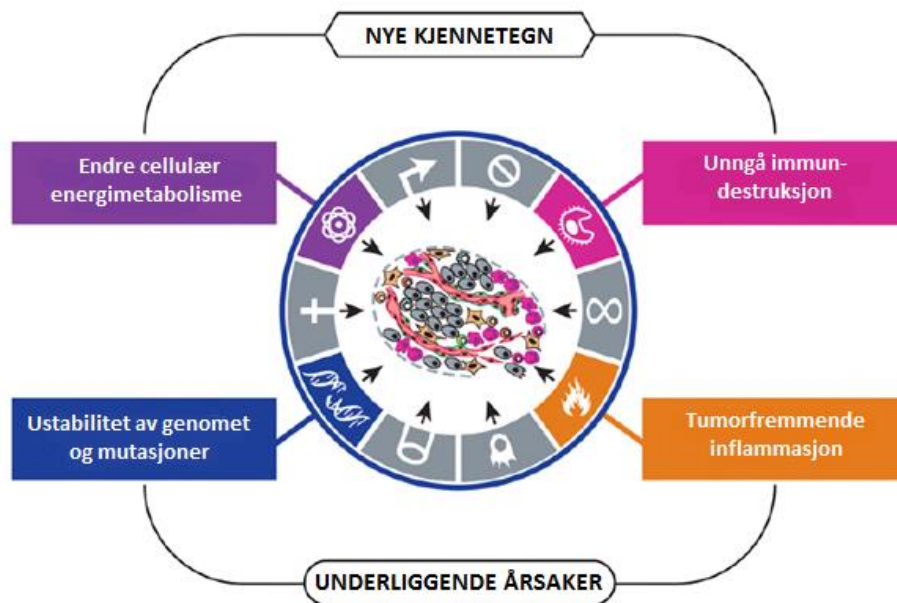 NYE KJENNETEGN
Endre cellulær
energimetabolisme
Unngå immun-
destruksjon
Ustabilitet av genomet
og mutasjoner
Tumorfremmende
inflammasjon
UNDERLIGGENDE ÅRSAKER